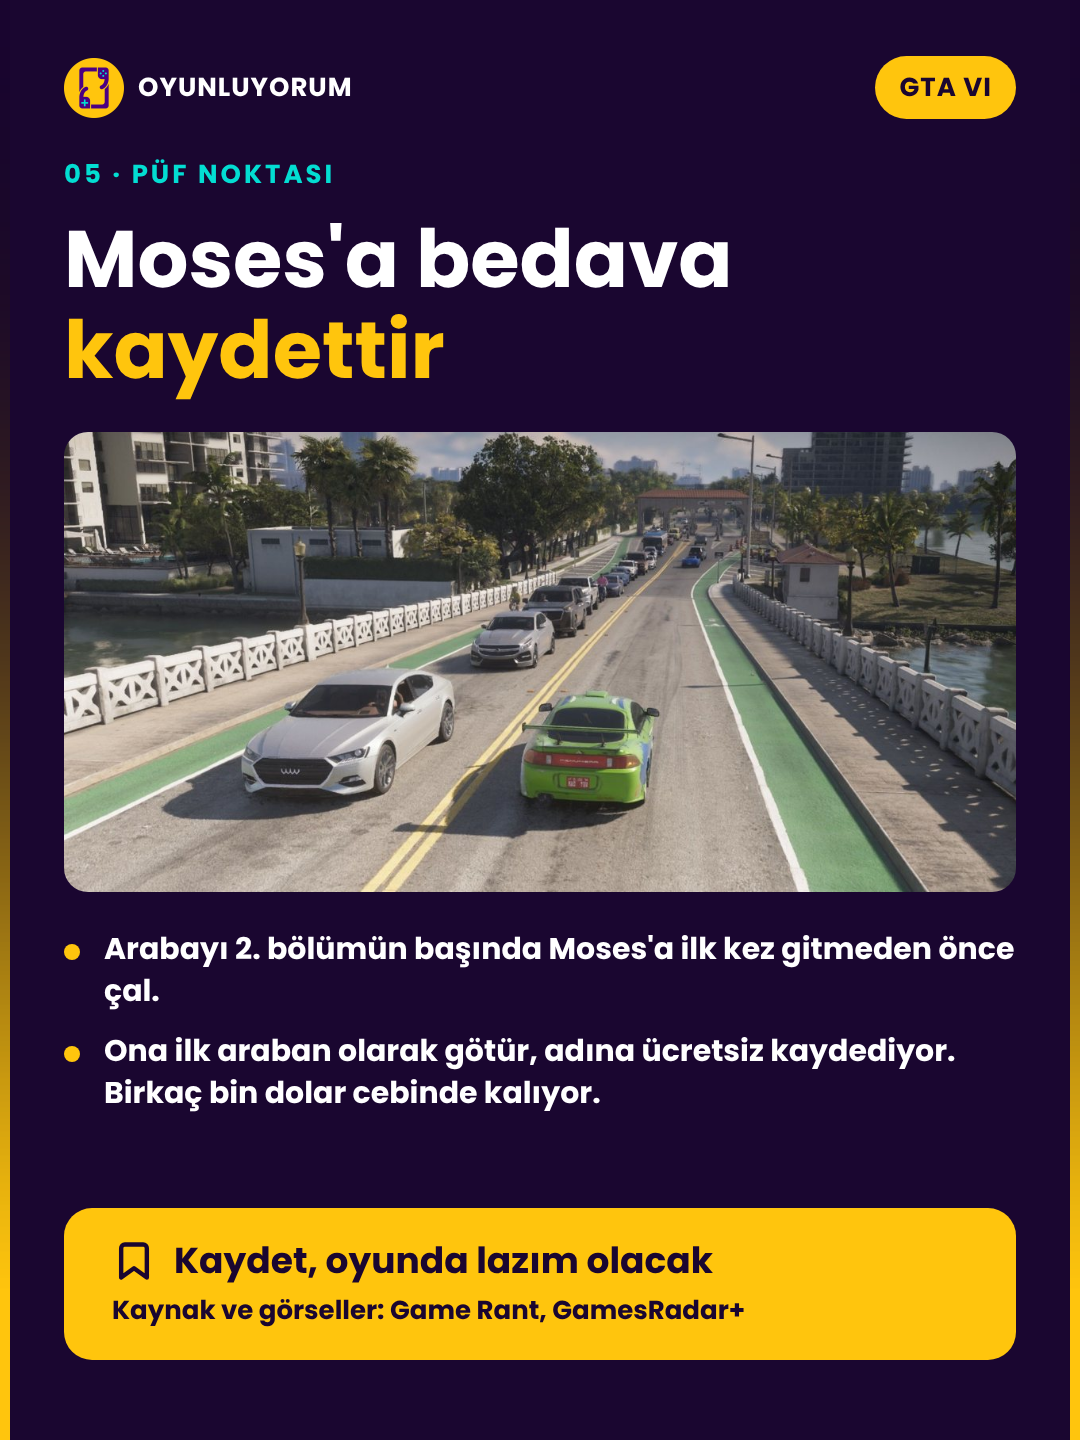 OYUNLUYORUM
GTA VI
05 · PÜF NOKTASI
Moses'a bedava
kaydettir
Arabayı 2. bölümün başında Moses'a ilk kez gitmeden önce
çal.
Ona ilk araban olarak götür, adına ücretsiz kaydediyor.
Birkaç bin dolar cebinde kalıyor.
Kaydet, oyunda lazım olacak
Kaynak ve görseller: Game Rant, GamesRadar+